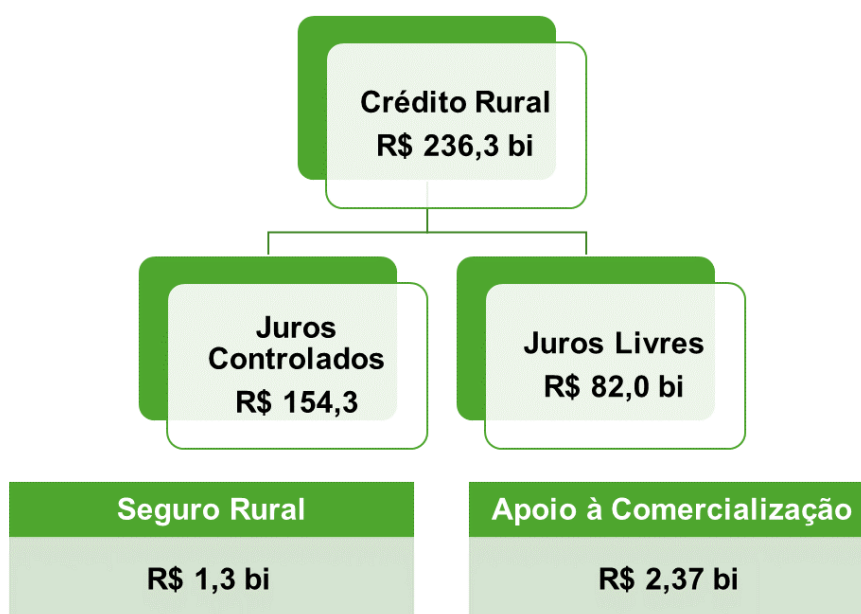 Crédito Rural
R$ 236,3 bi
Juros
Controlados
R$ 154,3
Juros Livres
R$ 82,0 bi
Seguro Rural
Apoio à Comercialização
R$ 1,3 bi
R$ 2,37 bi